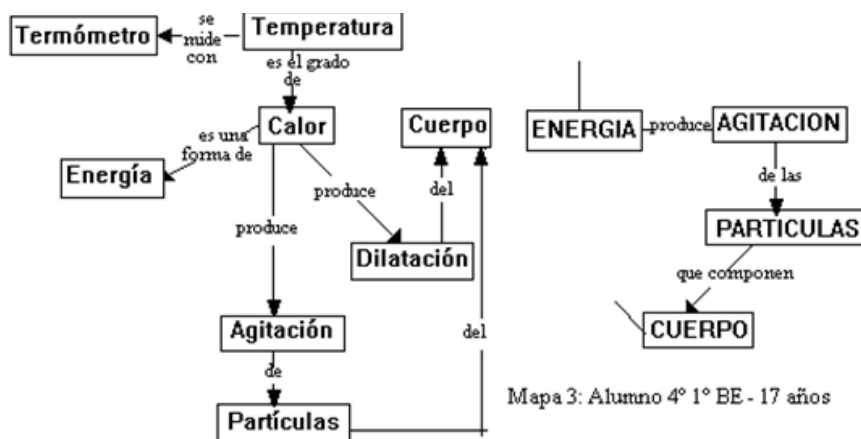 Termómetro
se
mide
con
Temperatura
es el grado
de
Calor
es una
forma de
Energía
produce
produce
Dilatación
del
Cuerpo
Agitación
de
Partículas
del
ENERGIA
produce
AGITACION
de las
PARTICULAS
que componen
CUERPO
Mapa 3: Alumno 4º 1º BE - 17 años